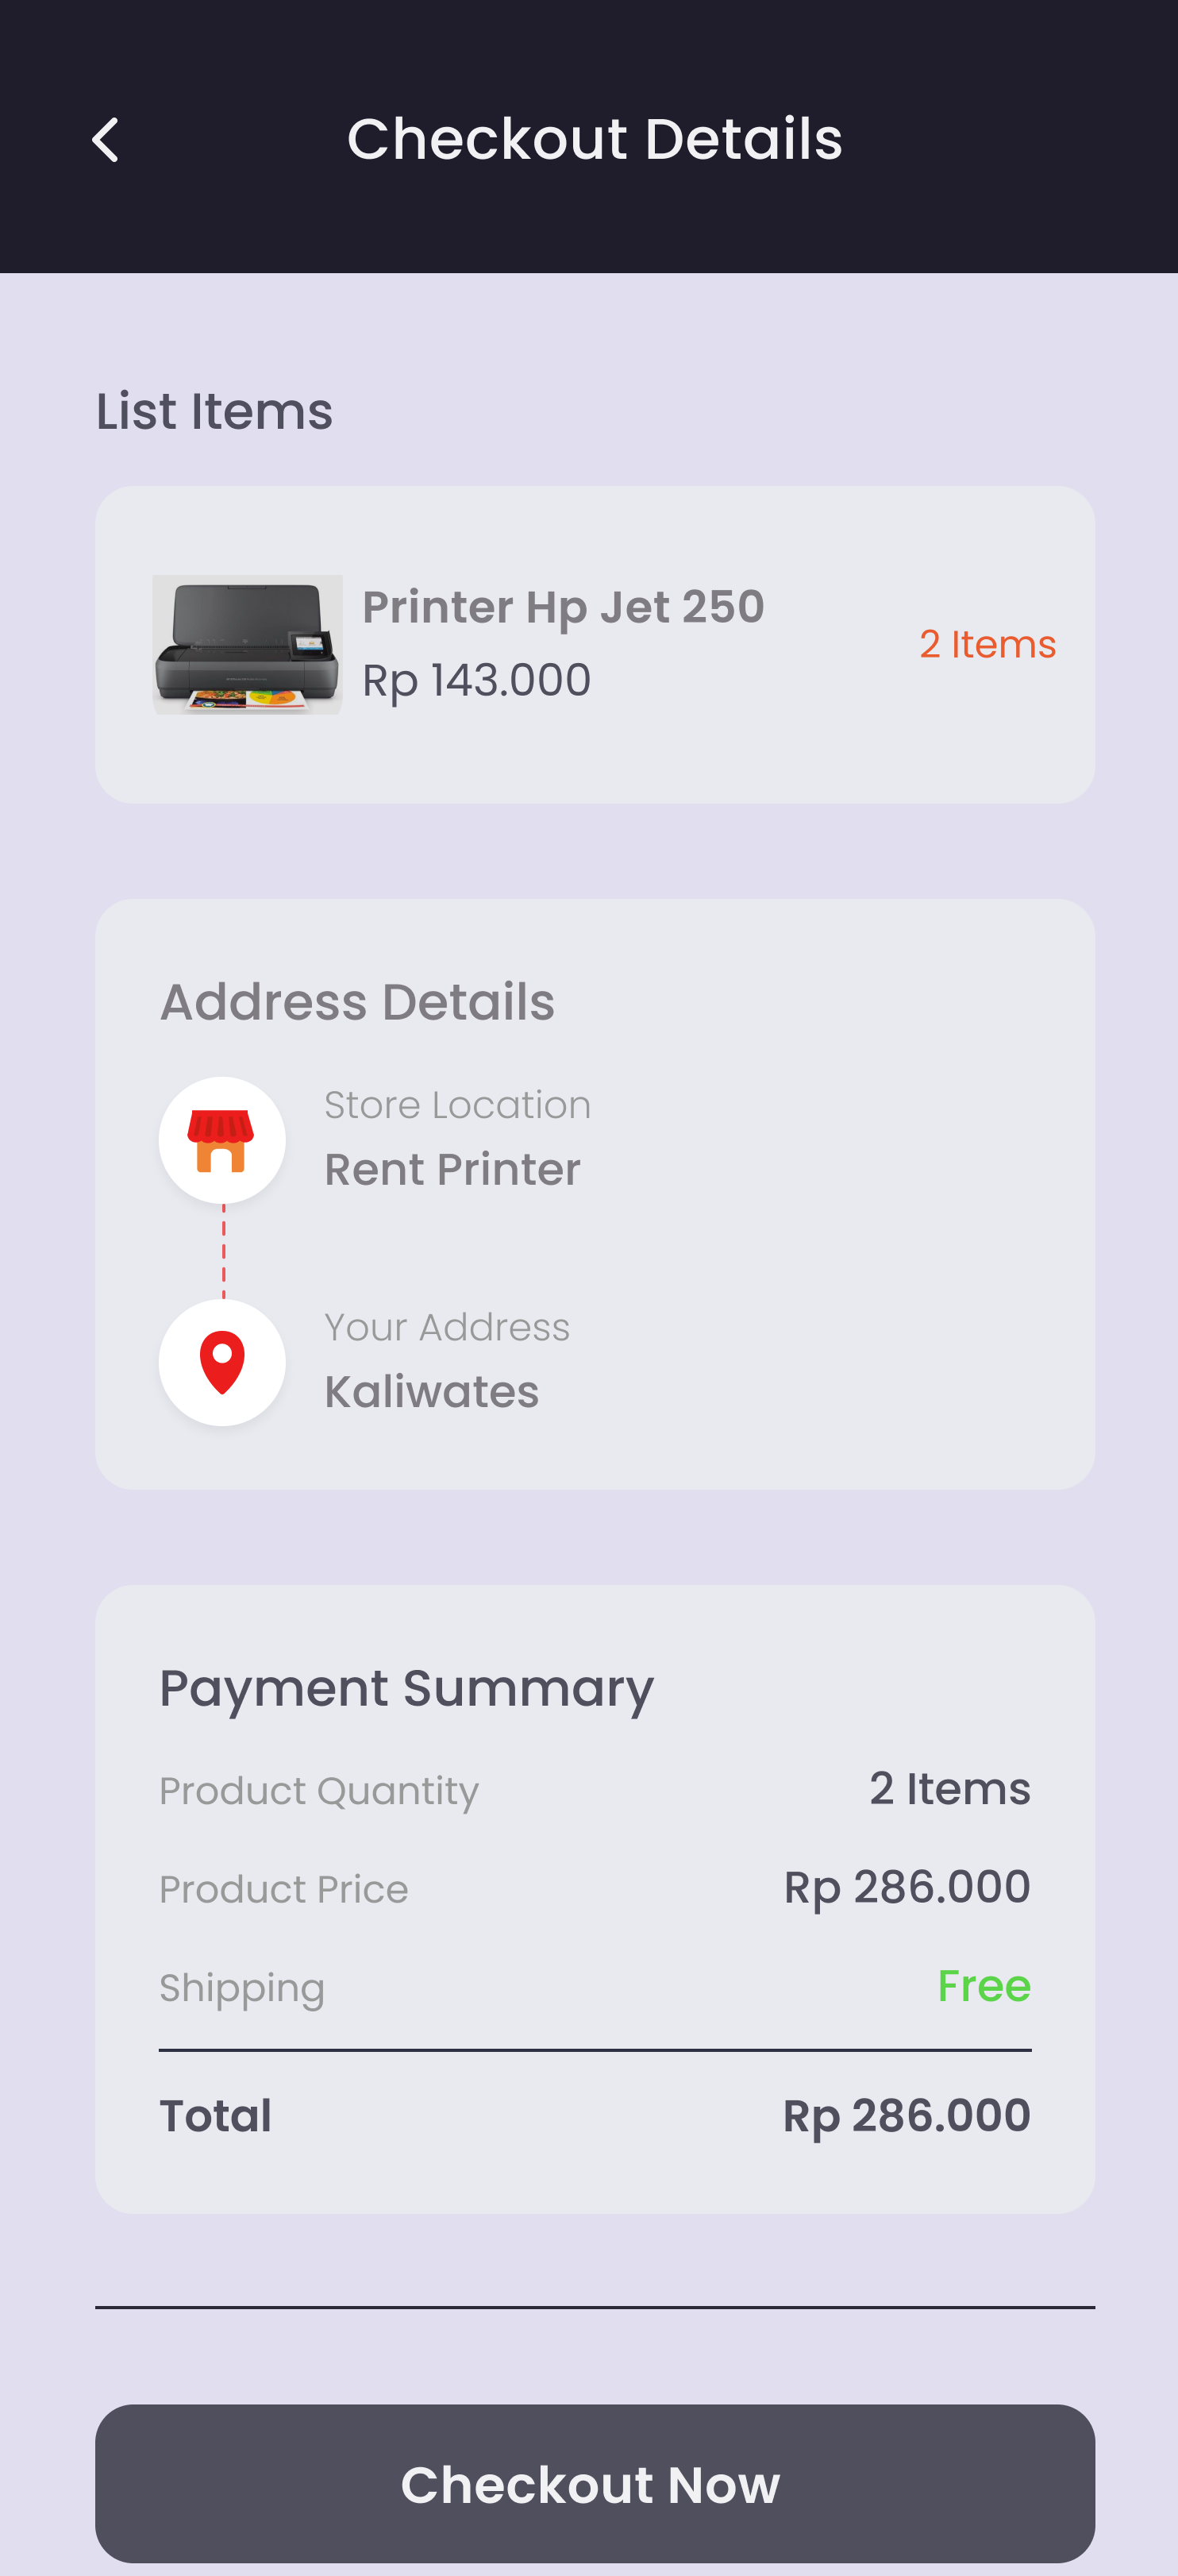 Checkout Details
List Items
Printer Hp Jet 250
Rp 143.000
2 Items
Address Details
Store Location
Rent Printer
Your Address
Kaliwates
Payment Summary
Product Quantity 2 Items
Product Price Rp 286.000
Shipping Free
Total Rp 286.000
Checkout Now